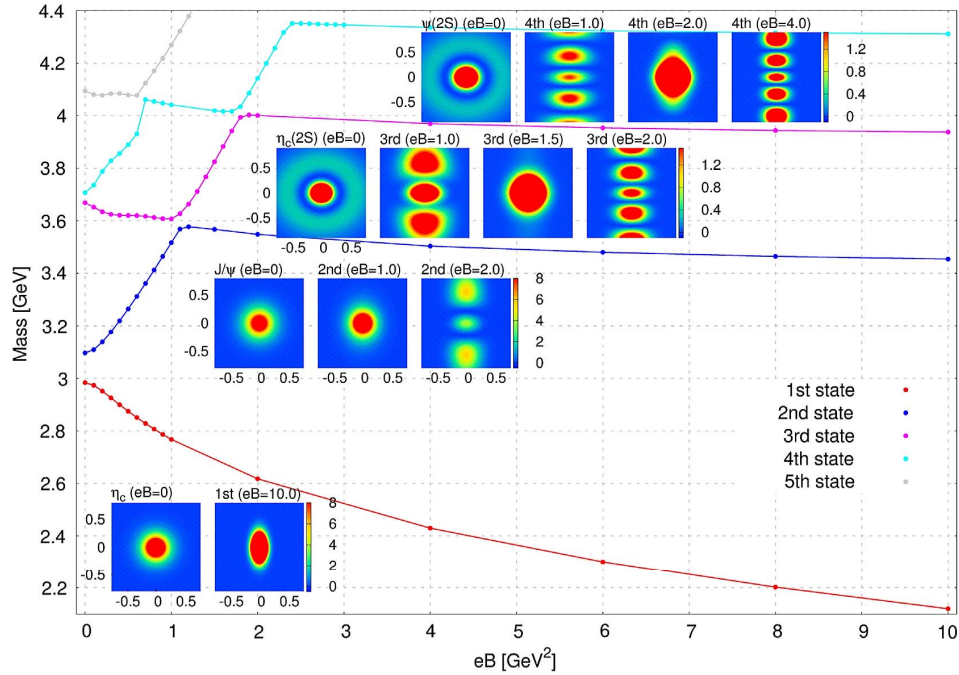 4.4
4.2
4
3.8
3.6
3.4
3.2
3
2.8
2.6
2.4
2.2
Mass [GeV]
0 1 2 3 4 5 6 7 8 9 10
eB [GeV²]
ψ(2S) (eB=0) 4th (eB=1.0) 4th (eB=2.0) 4th (eB=4.0)
0.5
0
-0.5
1.2
0.8
0.4
0
η_c(2S) (eB=0) 3rd (eB=1.0) 3rd (eB=1.5) 3rd (eB=2.0)
0.5
0
-0.5
-0.5 0 0.5
1.2
0.8
0.4
0
J/ψ (eB=0) 2nd (eB=1.0) 2nd (eB=2.0)
0.5
0
-0.5
-0.5 0 0.5 -0.5 0 0.5 -0.5 0 0.5
8
6
4
2
0
1st state
2nd state
3rd state
4th state
5th state
η_c (eB=0) 1st (eB=10.0)
0.5
0
-0.5
-0.5 0 0.5 -0.5 0 0.5
8
6
4
2
0